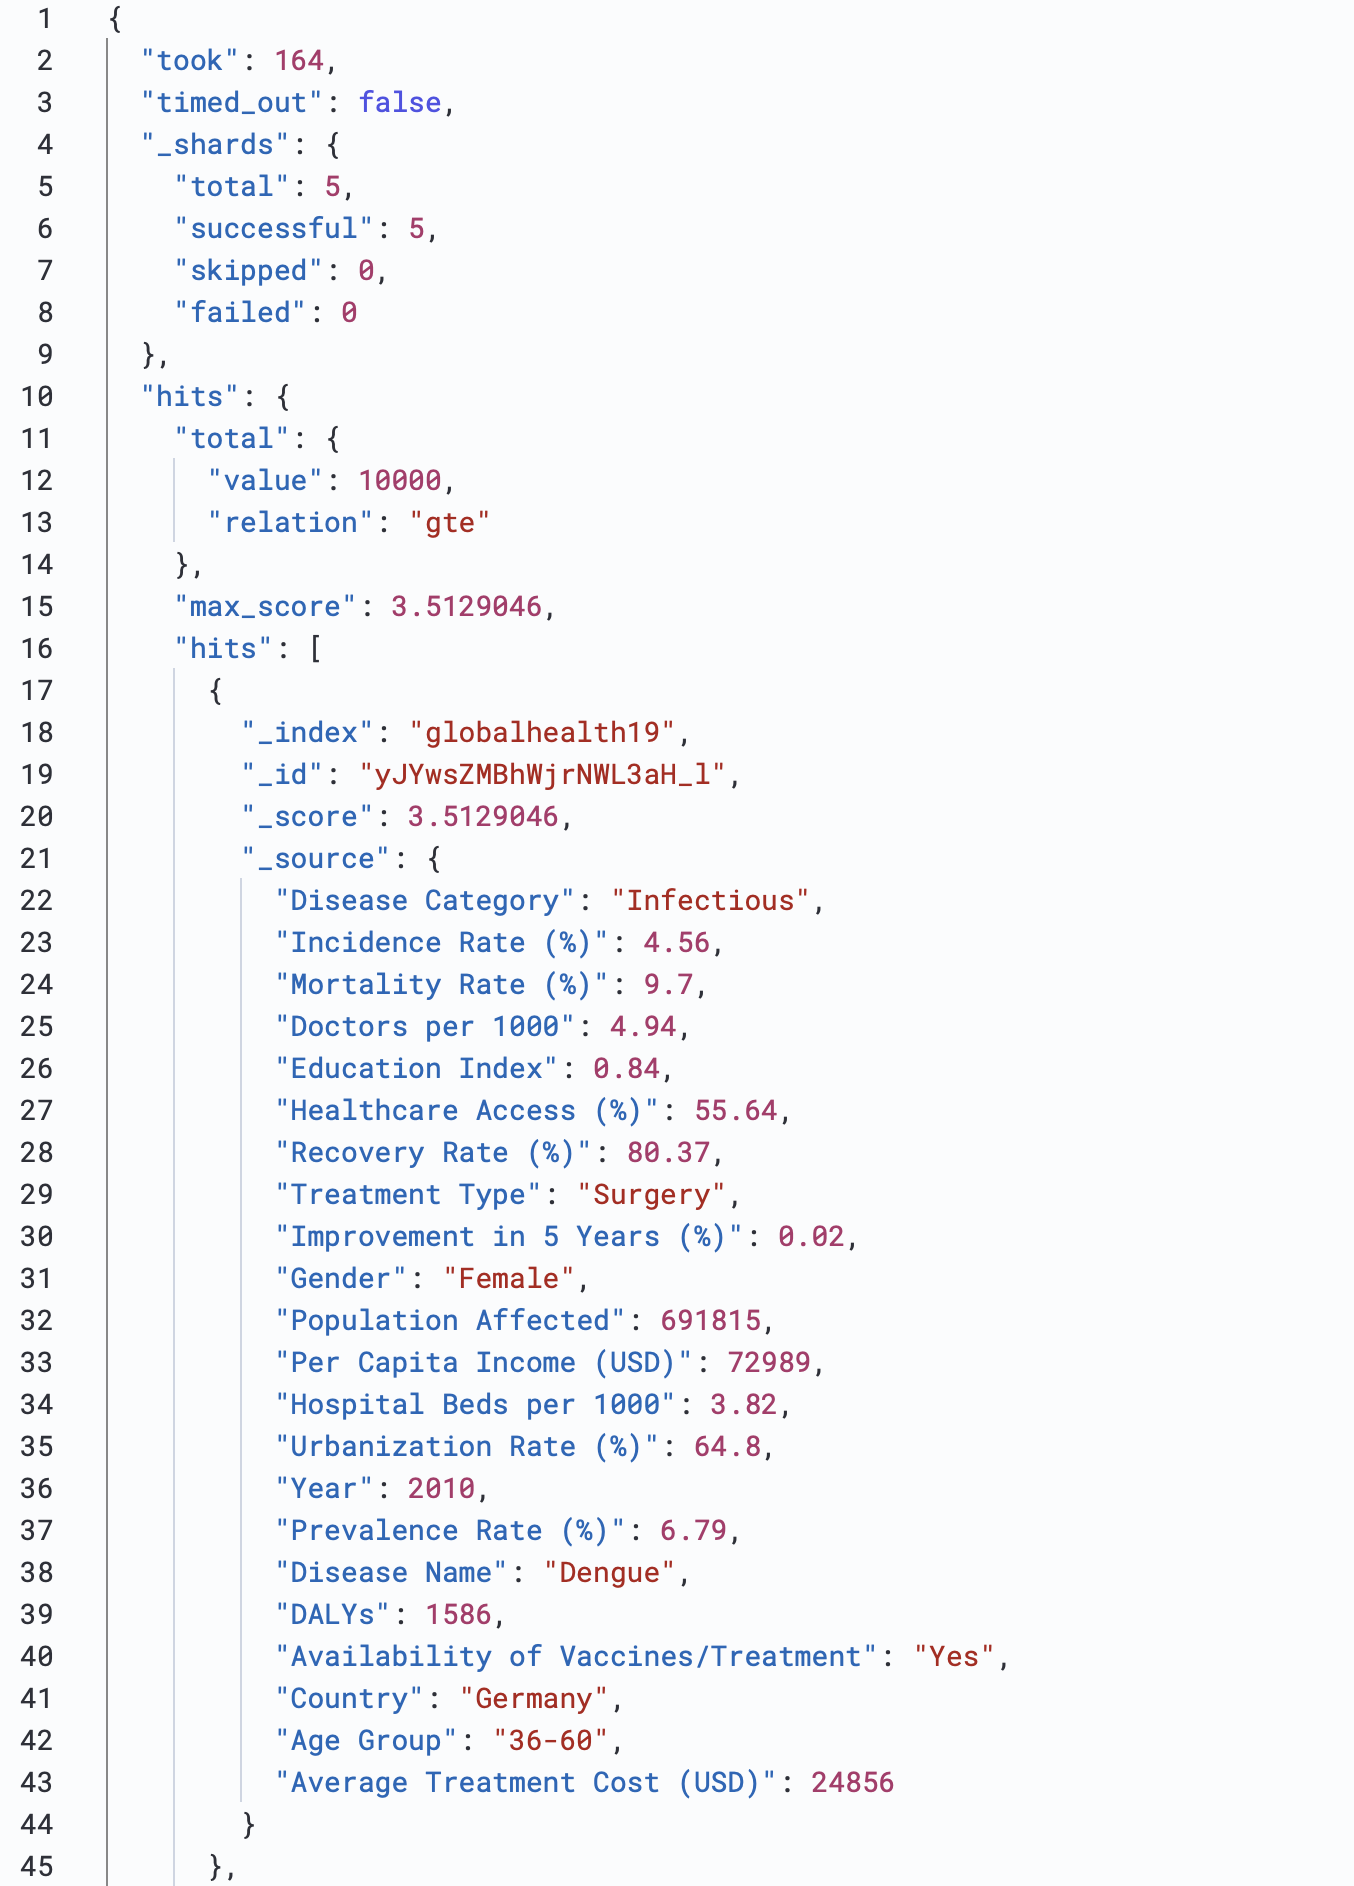 1 {
2 "took": 164,
3 "timed_out": false,
4 "_shards": {
5 "total": 5,
6 "successful": 5,
7 "skipped": 0,
8 "failed": 0
9 },
10 "hits": {
11 "total": {
12 "value": 10000,
13 "relation": "gte"
14 },
15 "max_score": 3.5129046,
16 "hits": [
17 {
18 "_index": "globalhealth19",
19 "_id": "yJYwsZMBhWjrNWL3aH_l",
20 "_score": 3.5129046,
21 "_source": {
22 "Disease Category": "Infectious",
23 "Incidence Rate (%)": 4.56,
24 "Mortality Rate (%)": 9.7,
25 "Doctors per 1000": 4.94,
26 "Education Index": 0.84,
27 "Healthcare Access (%)": 55.64,
28 "Recovery Rate (%)": 80.37,
29 "Treatment Type": "Surgery",
30 "Improvement in 5 Years (%)": 0.02,
31 "Gender": "Female",
32 "Population Affected": 691815,
33 "Per Capita Income (USD)": 72989,
34 "Hospital Beds per 1000": 3.82,
35 "Urbanization Rate (%)": 64.8,
36 "Year": 2010,
37 "Prevalence Rate (%)": 6.79,
38 "Disease Name": "Dengue",
39 "DALYs": 1586,
40 "Availability of Vaccines/Treatment": "Yes",
41 "Country": "Germany",
42 "Age Group": "36-60",
43 "Average Treatment Cost (USD)": 24856
44 }
45 },